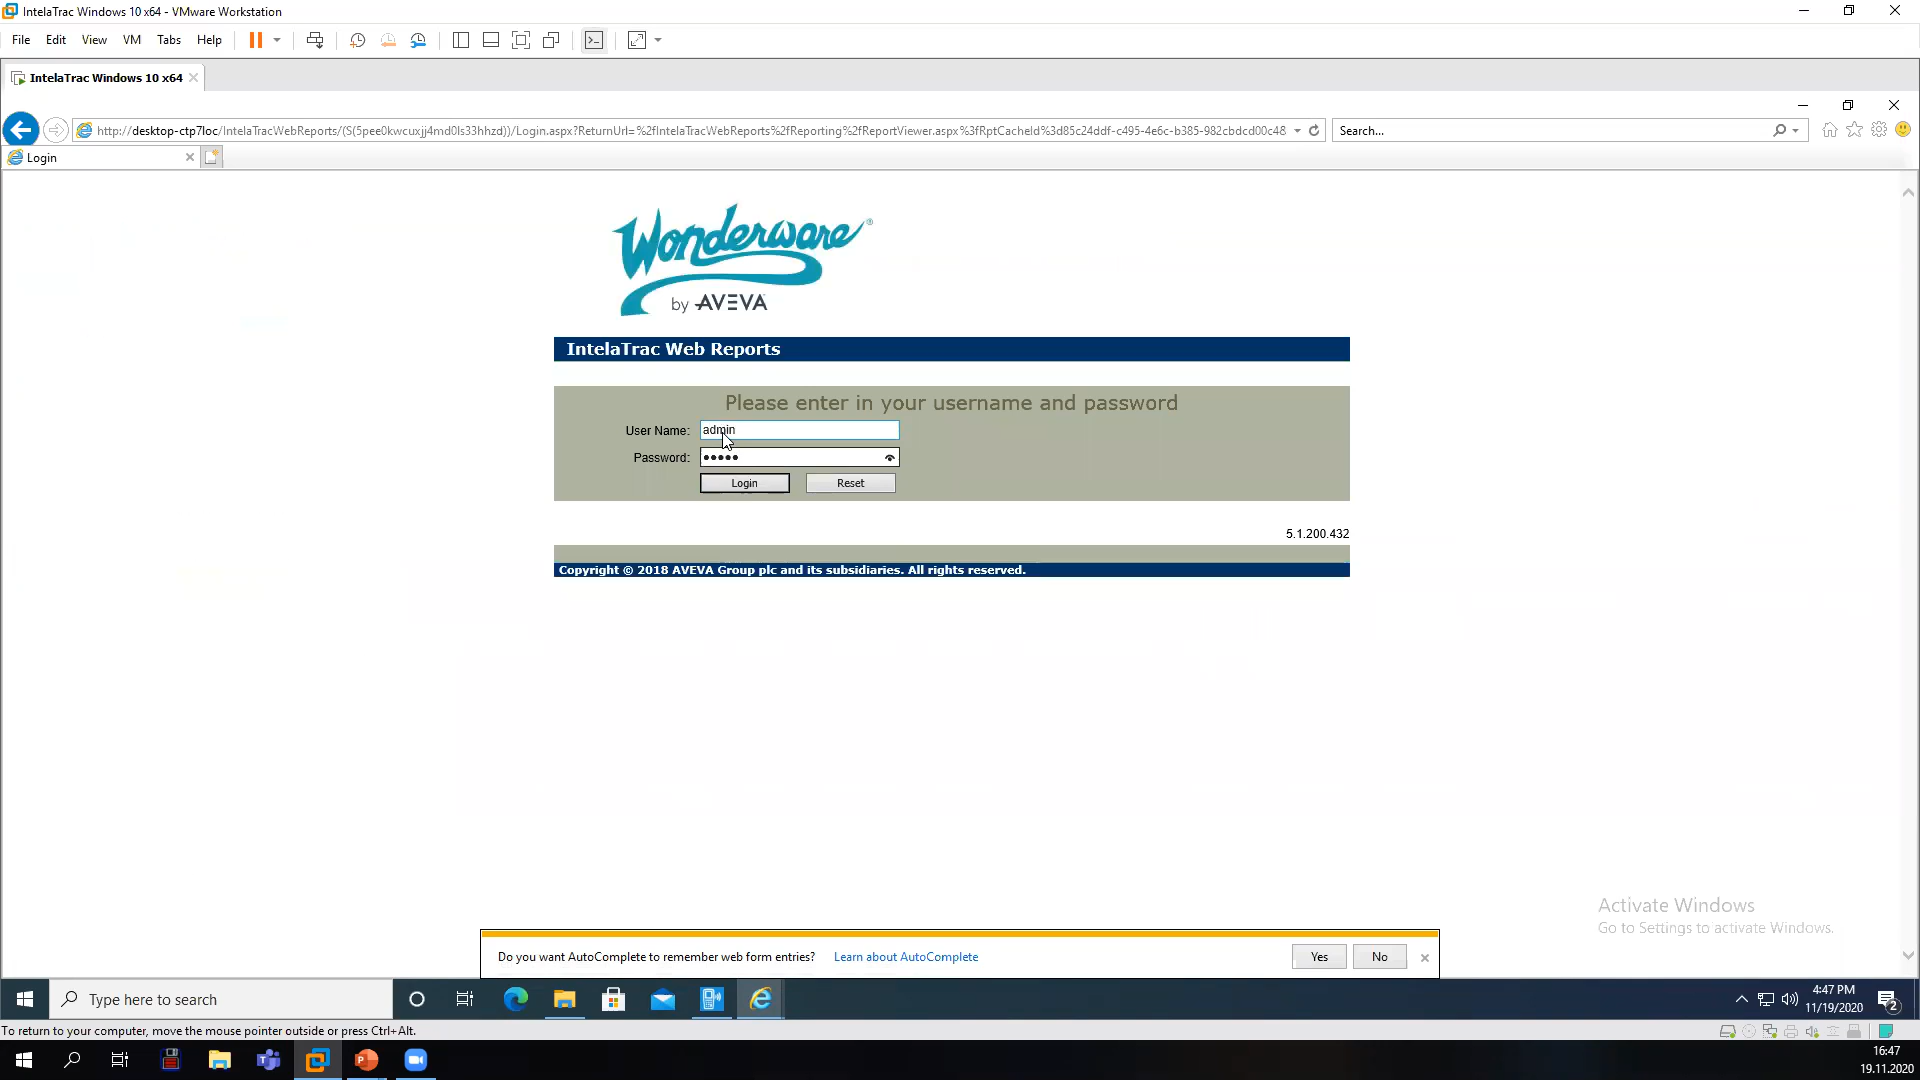 IntelaTrac Windows 10 x64 - VMware Workstation
File Edit View VM Tabs Help
IntelaTrac Windows 10 x64
http://desktop-ctp7loc/IntelaTracWebReports/(S(5pee0kwcuxjj4md0ls33hhzd))/Login.aspx?ReturnUrl=%2fIntelaTracWebReports%2fReporting%2fReportViewer.aspx%3fRptCacheId%3d85c24ddf-c495-4e6c-b385-982cbdcd00c48 Search...
Login
Wonderware®
by AVEVA
IntelaTrac Web Reports
Please enter in your username and password
User Name: admin
Password: •••••
Login Reset
5.1.200.432
Copyright © 2018 AVEVA Group plc and its subsidiaries. All rights reserved.
Activate Windows
Go to Settings to activate Windows.
Do you want AutoComplete to remember web form entries? Learn about AutoComplete Yes No
Type here to search
4:47 PM
11/19/2020
2
To return to your computer, move the mouse pointer outside or press Ctrl+Alt.
16:47
19.11.2020